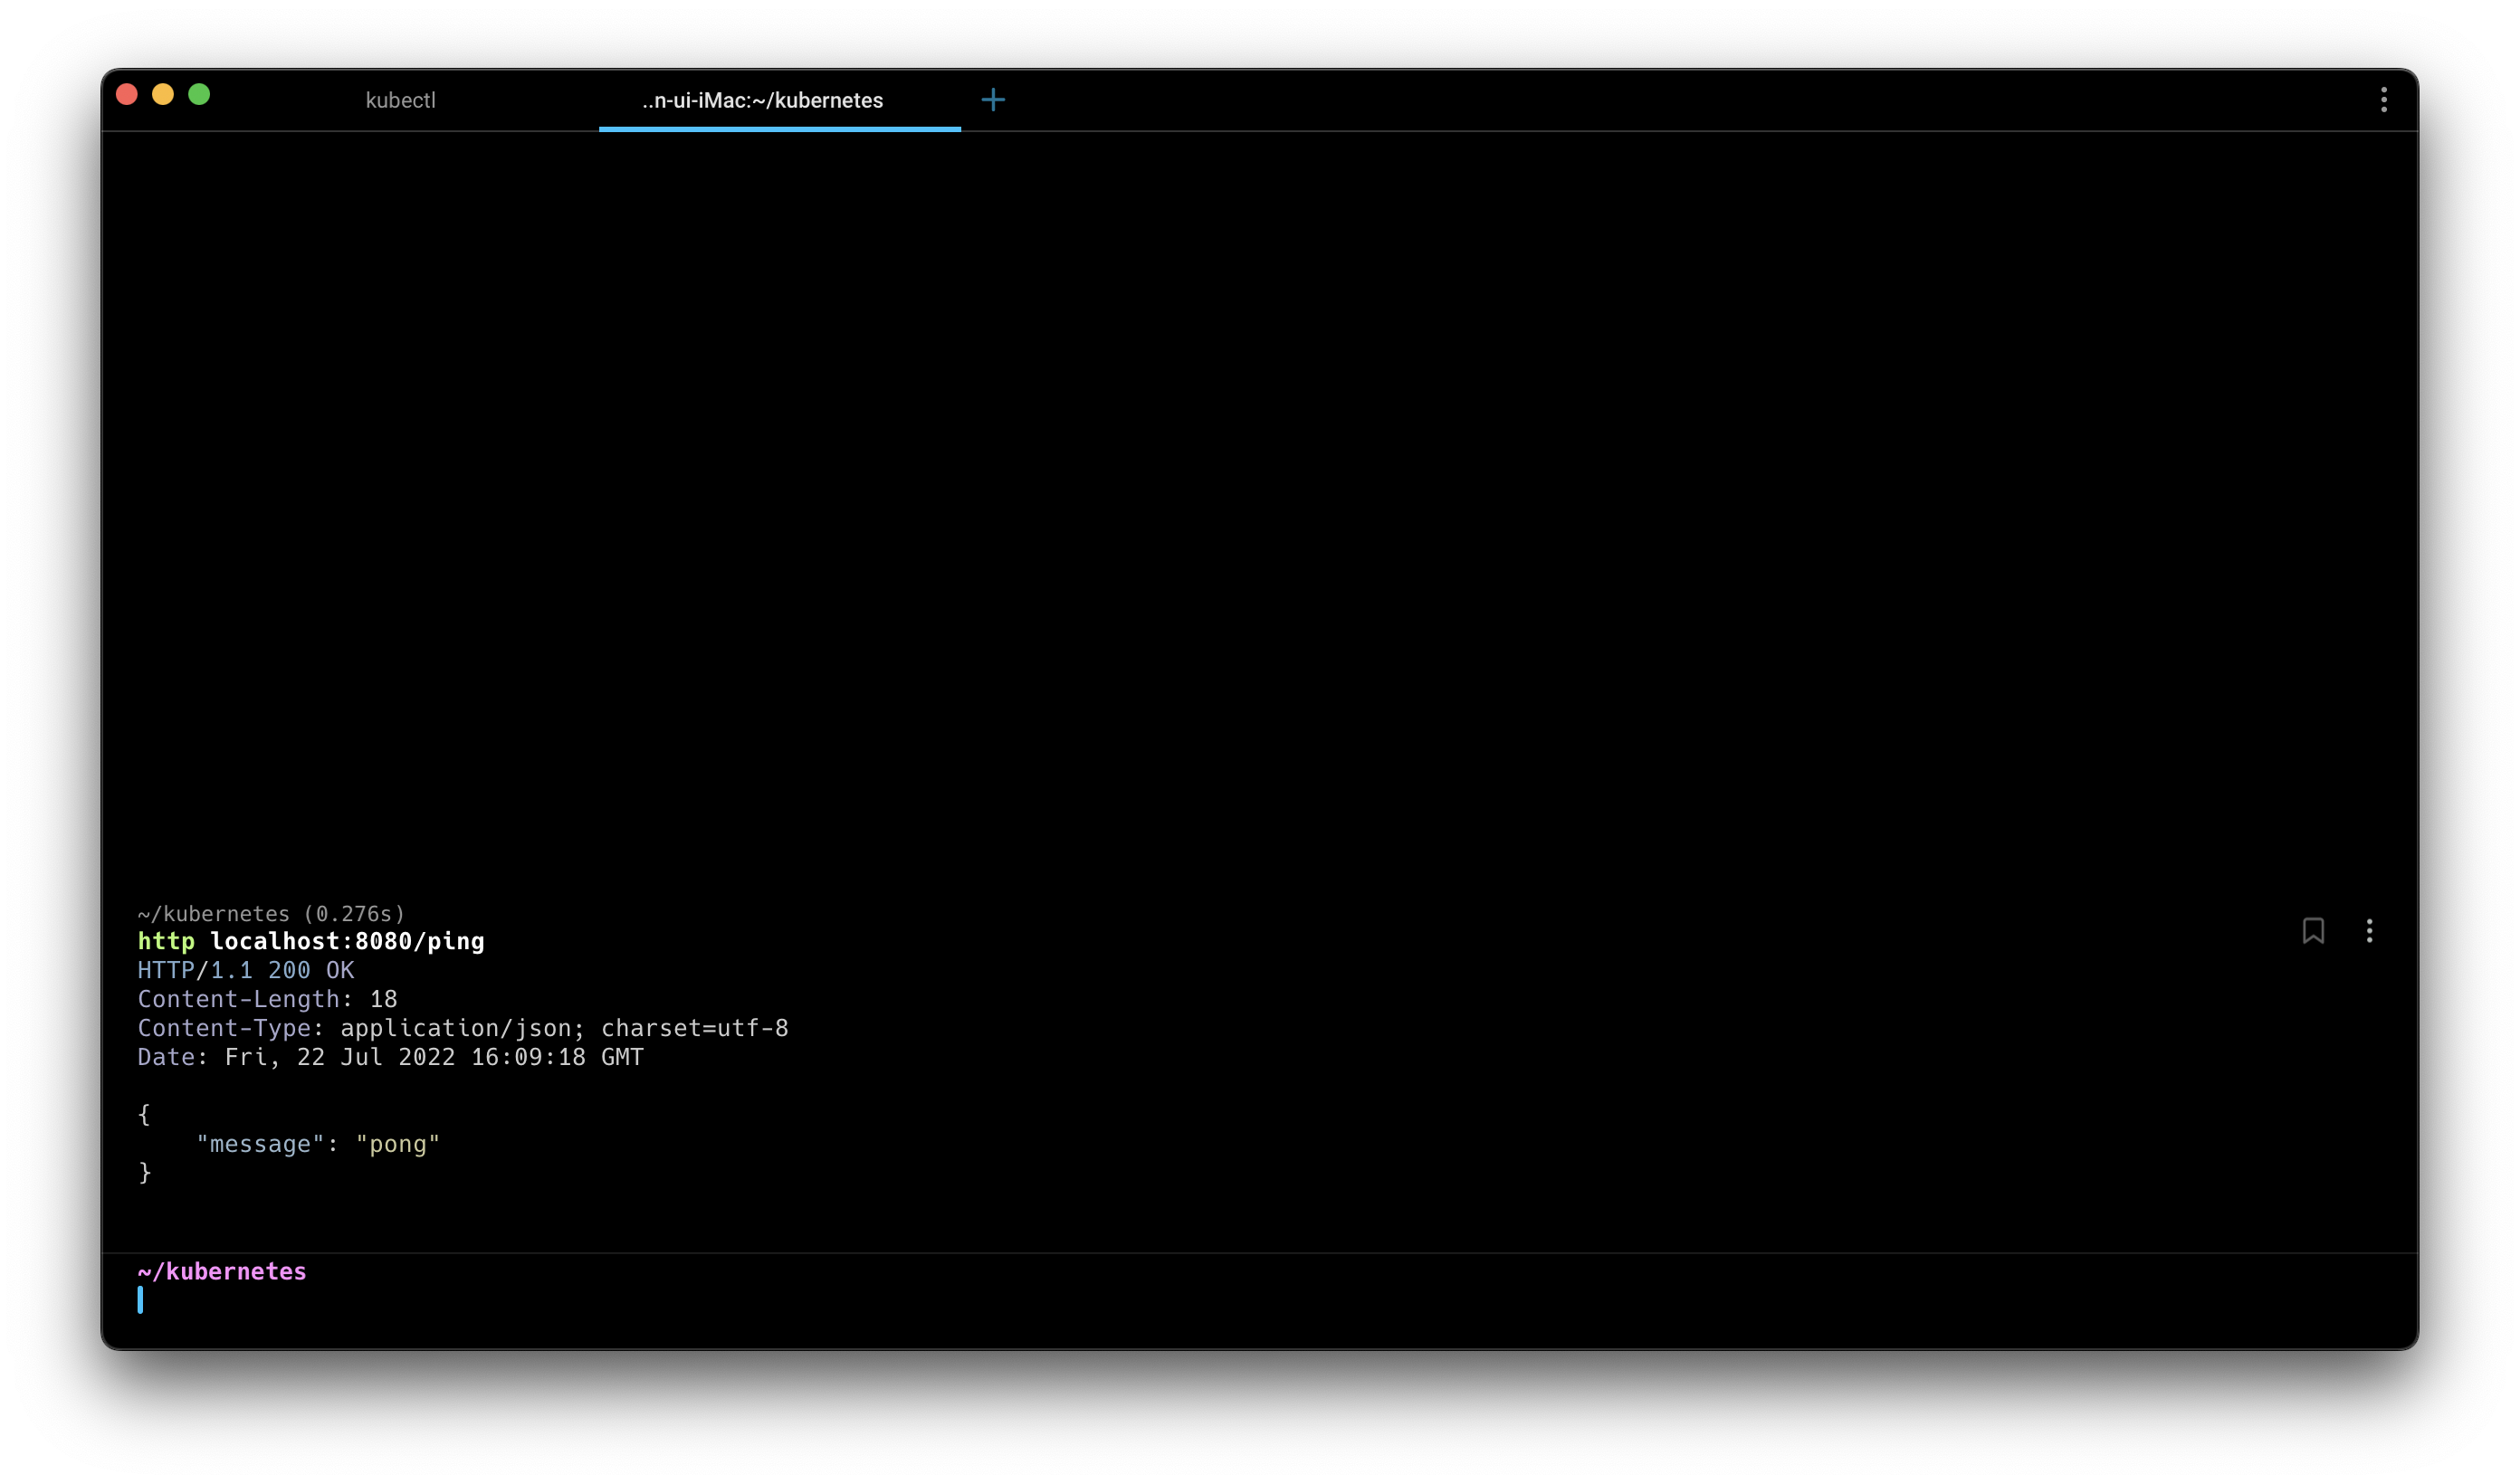 kubectl
..n-ui-iMac:~/kubernetes
~/kubernetes (0.276s)
http localhost:8080/ping
HTTP/1.1 200 OK
Content-Length: 18
Content-Type: application/json; charset=utf-8
Date: Fri, 22 Jul 2022 16:09:18 GMT
{
    "message": "pong"
}
~/kubernetes